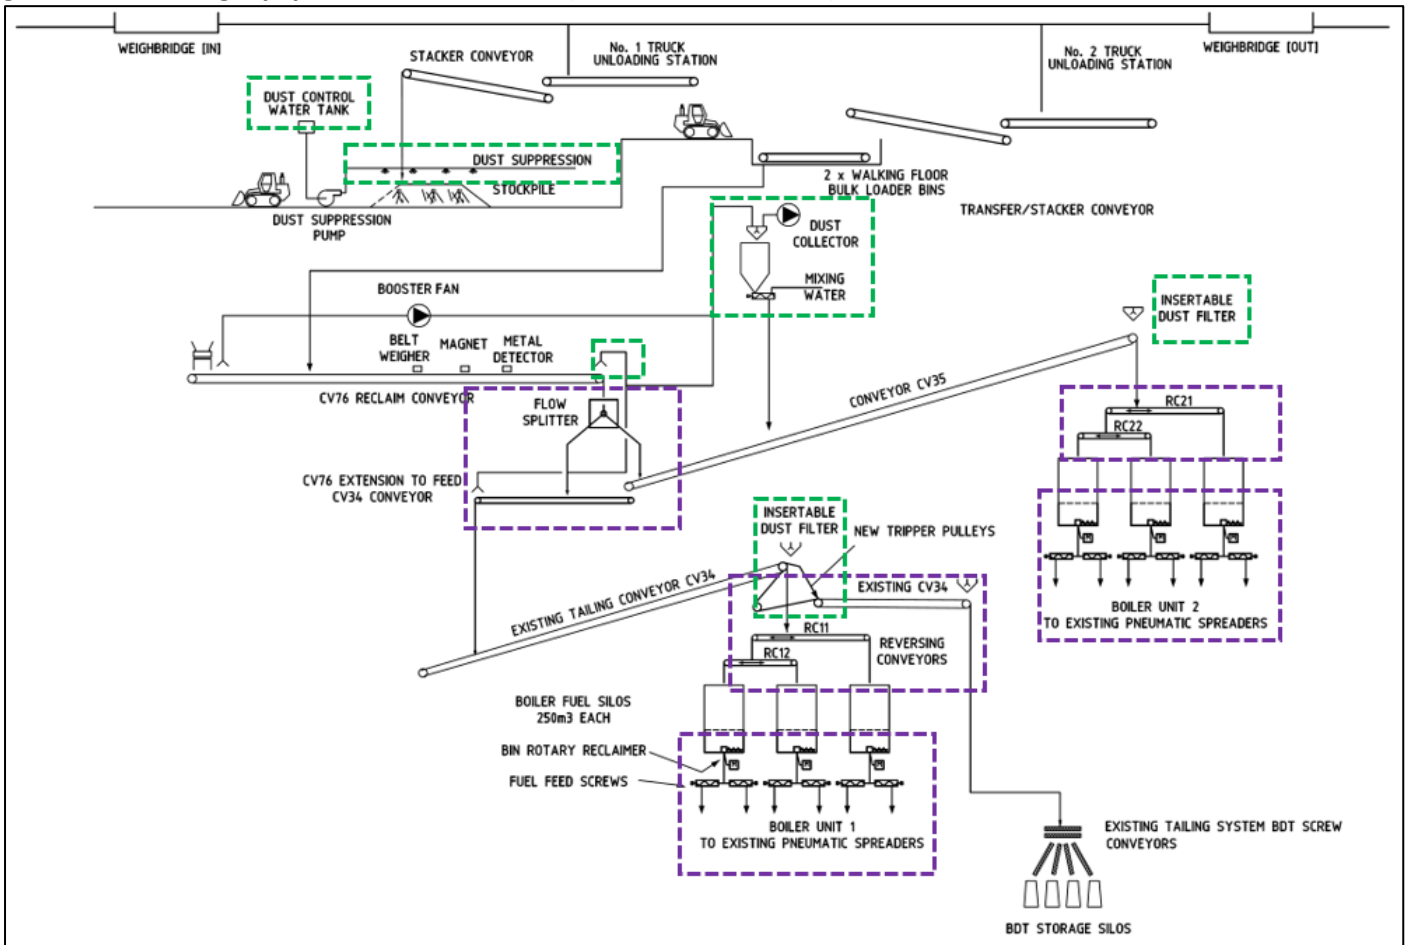 WEIGHBRIDGE [IN]
WEIGHBRIDGE [OUT]
STACKER CONVEYOR
No. 1 TRUCK
UNLOADING STATION
No. 2 TRUCK
UNLOADING STATION
DUST CONTROL
WATER TANK
DUST SUPPRESSION
STOCKPILE
DUST SUPPRESSION
PUMP
2 x WALKING FLOOR
BULK LOADER BINS
TRANSFER/STACKER CONVEYOR
DUST
COLLECTOR
MIXING
WATER
BOOSTER FAN
BELT
WEIGHER
MAGNET
METAL
DETECTOR
INSERTABLE
DUST FILTER
CV76 RECLAIM CONVEYOR
FLOW
SPLITTER
CONVEYOR CV35
RC21
RC22
CV76 EXTENSION TO FEED
CV34 CONVEYOR
INSERTABLE
DUST FILTER
NEW TRIPPER PULLEYS
EXISTING TAILING CONVEYOR CV34
EXISTING CV34
M
M
M
BOILER UNIT 2
TO EXISTING PNEUMATIC SPREADERS
RC11
RC12
REVERSING
CONVEYORS
BOILER FUEL SILOS
250m3 EACH
BIN ROTARY RECLAIMER
M
M
M
FUEL FEED SCREWS
BOILER UNIT 1
TO EXISTING PNEUMATIC SPREADERS
EXISTING TAILING SYSTEM BDT SCREW
CONVEYORS
BDT STORAGE SILOS